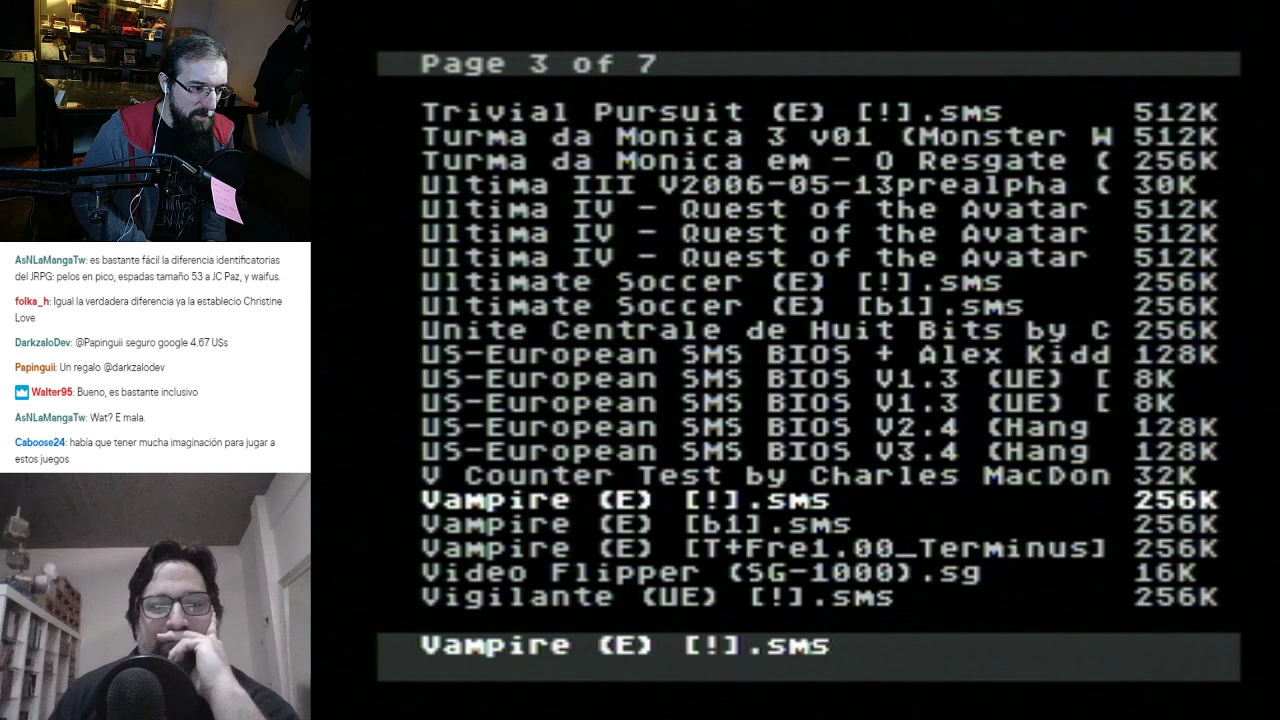 AsNLaMangaTw: es bastante fácil la diferencia identificatorias
del JRPG: pelos en pico, espadas tamaño 53 a JC Paz, y waifus.
folka_h: Igual la verdadera diferencia ya la establecio Christine
Love
DarkzaloDev: @Papinguii seguro google 4.67 U$s
Papinguii: Un regalo @darkzalodev
Walter95: Bueno, es bastante inclusivo
AsNLaMangaTw: Wat? E mala.
Caboose24: había que tener mucha imaginación para jugar a
estos juegos
Page 3 of 7
Trivial Pursuit (E) [!].sms 512K
Turma da Monica 3 v01 (Monster W 512K
Turma da Monica em - O Resgate ( 256K
Ultima III V2006-05-13prealpha ( 30K
Ultima IV - Quest of the Avatar 512K
Ultima IV - Quest of the Avatar 512K
Ultima IV - Quest of the Avatar 512K
Ultimate Soccer (E) [!].sms 256K
Ultimate Soccer (E) [b1].sms 256K
Unite Centrale de Huit Bits by C 256K
US-European SMS BIOS + Alex Kidd 128K
US-European SMS BIOS V1.3 (UE) [ 8K
US-European SMS BIOS V1.3 (UE) [ 8K
US-European SMS BIOS V2.4 (Hang 128K
US-European SMS BIOS V3.4 (Hang 128K
V Counter Test by Charles MacDon 32K
Vampire (E) [!].sms 256K
Vampire (E) [b1].sms 256K
Vampire (E) [T+Fre1.00_Terminus] 256K
Video Flipper (SG-1000).sg 16K
Vigilante (UE) [!].sms 256K
Vampire (E) [!].sms